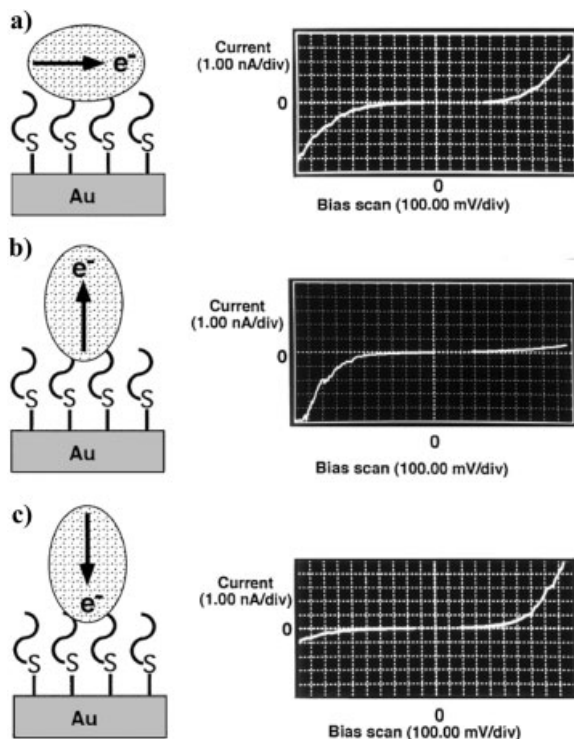 a)
e-
S S S S
Au
Current
(1.00 nA/div)
0
0
Bias scan (100.00 mV/div)
b)
e-
S S S S
Au
Current
(1.00 nA/div)
0
0
Bias scan (100.00 mV/div)
c)
e-
S S S S
Au
Current
(1.00 nA/div)
0
0
Bias scan (100.00 mV/div)